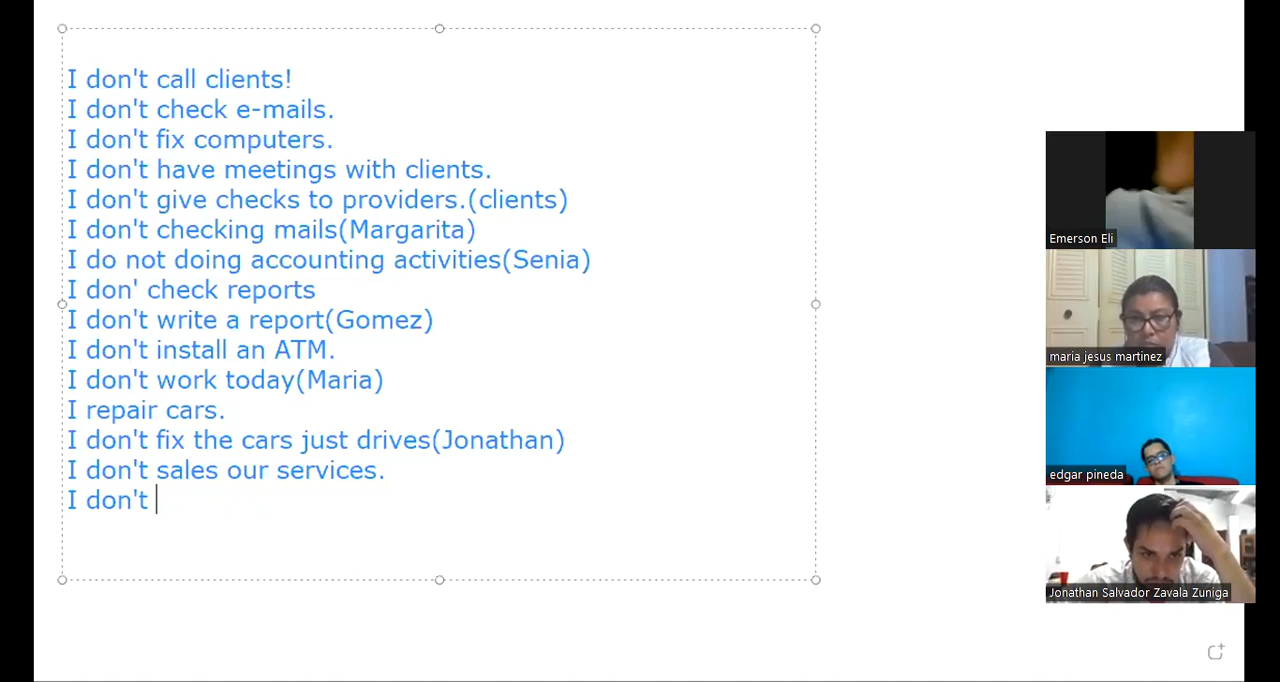 I don't call clients!
I don't check e-mails.
I don't fix computers.
I don't have meetings with clients.
I don't give checks to providers.(clients)
I don't checking mails(Margarita)
I do not doing accounting activities(Senia)
I don' check reports
I don't write a report(Gomez)
I don't install an ATM.
I don't work today(Maria)
I repair cars.
I don't fix the cars just drives(Jonathan)
I don't sales our services.
I don't
Emerson Eli
maria jesus martinez
edgar pineda
Jonathan Salvador Zavala Zuniga